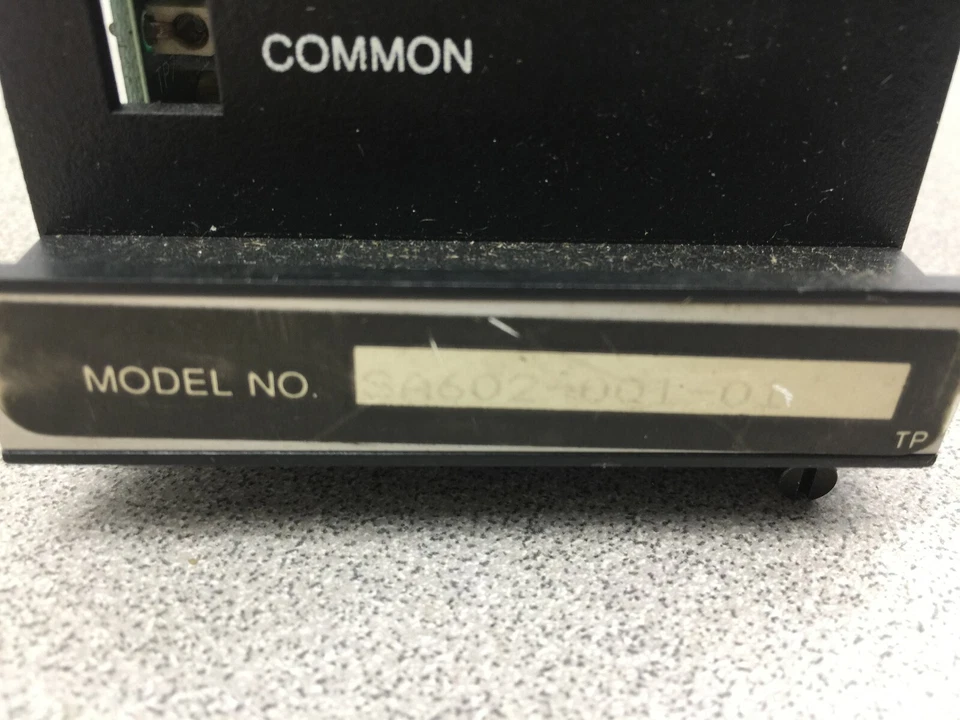 COMMON
MODEL NO. SA602-001-01
TP